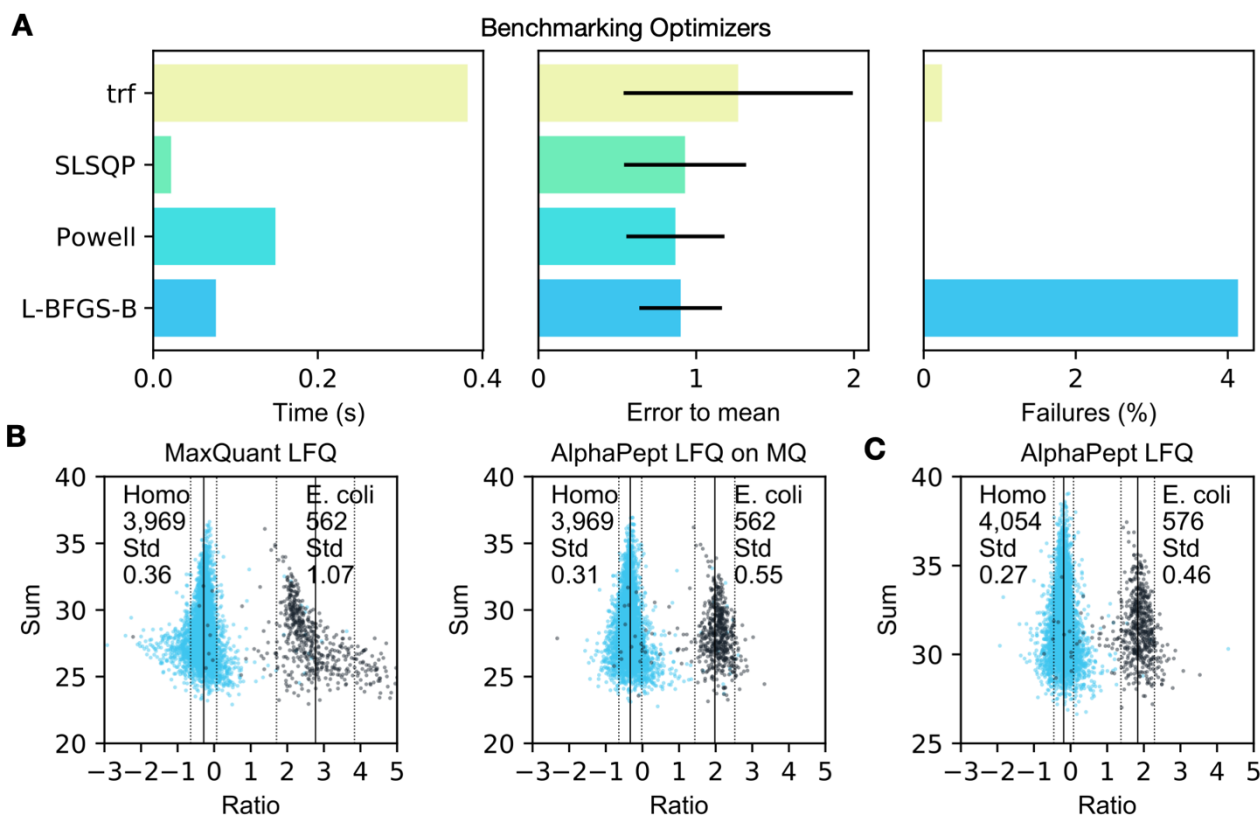 A
Benchmarking Optimizers
trf
SLSQP
Powell
L-BFGS-B
0.0 0.2 0.4
Time (s)
0 1 2
Error to mean
0 2 4
Failures (%)
B
MaxQuant LFQ
40
35
30
25
20
Sum
Homo
3,969
Std
0.36
E. coli
562
Std
1.07
−3−2−1 0 1 2 3 4 5
Ratio
AlphaPept LFQ on MQ
40
35
30
25
20
Sum
Homo
3,969
Std
0.31
E. coli
562
Std
0.55
−3−2−1 0 1 2 3 4 5
Ratio
C
AlphaPept LFQ
40
35
30
25
Sum
Homo
4,054
Std
0.27
E. coli
576
Std
0.46
−3−2−1 0 1 2 3 4 5
Ratio